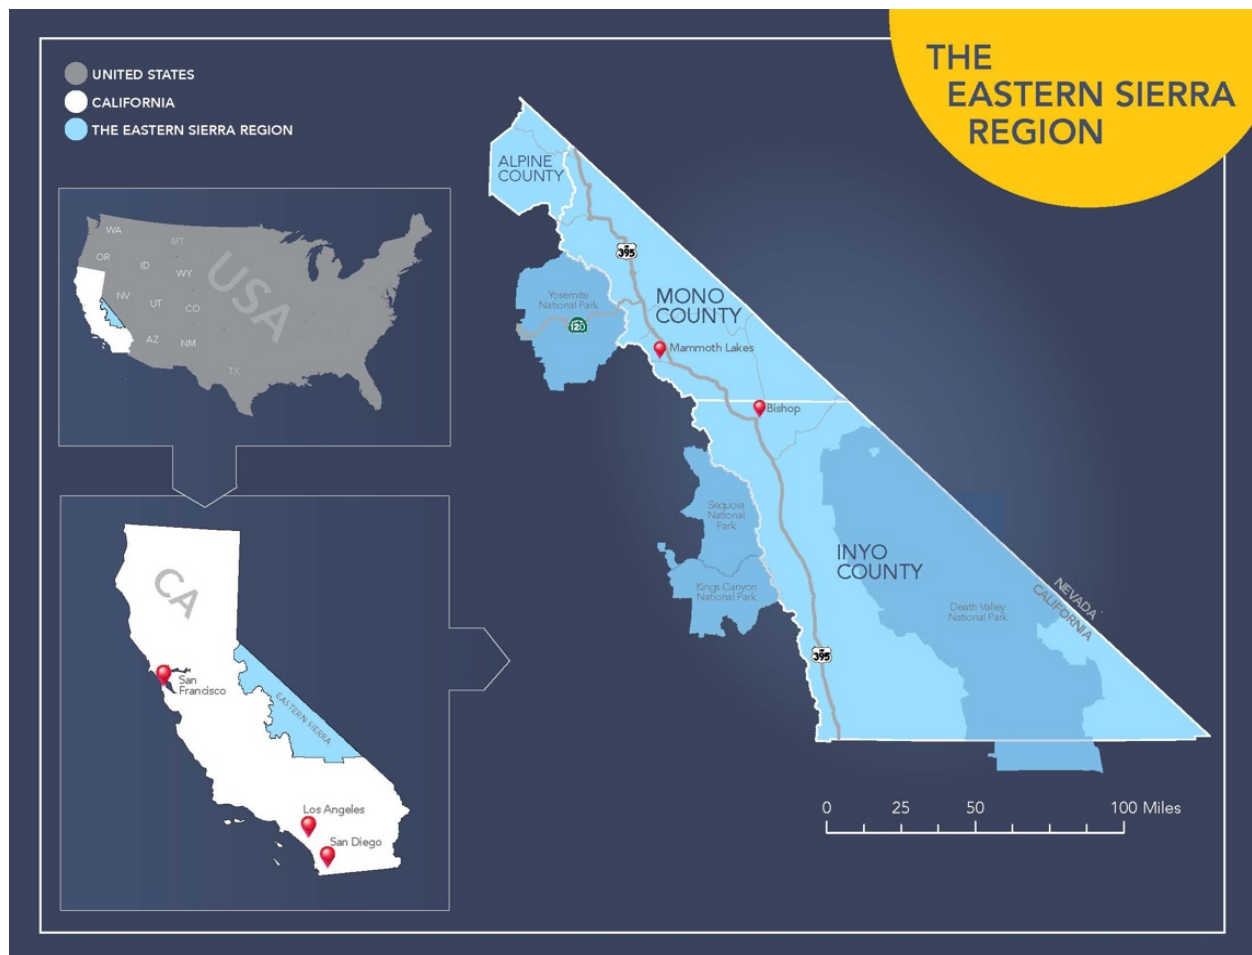 THE
EASTERN SIERRA
REGION
UNITED STATES
CALIFORNIA
THE EASTERN SIERRA REGION
WA
MT
OR
ID
WY
NV
UT
CO
AZ
NM
TX
USA
CA
San
Francisco
EASTERN SIERRA
Los Angeles
San Diego
ALPINE
COUNTY
395
Yosemite
National Park
120
MONO
COUNTY
Mammoth Lakes
Bishop
Sequoia
National
Park
Kings Canyon
National Park
INYO
COUNTY
Death Valley
National Park
NEVADA
CALIFORNIA
395
0 25 50 100 Miles